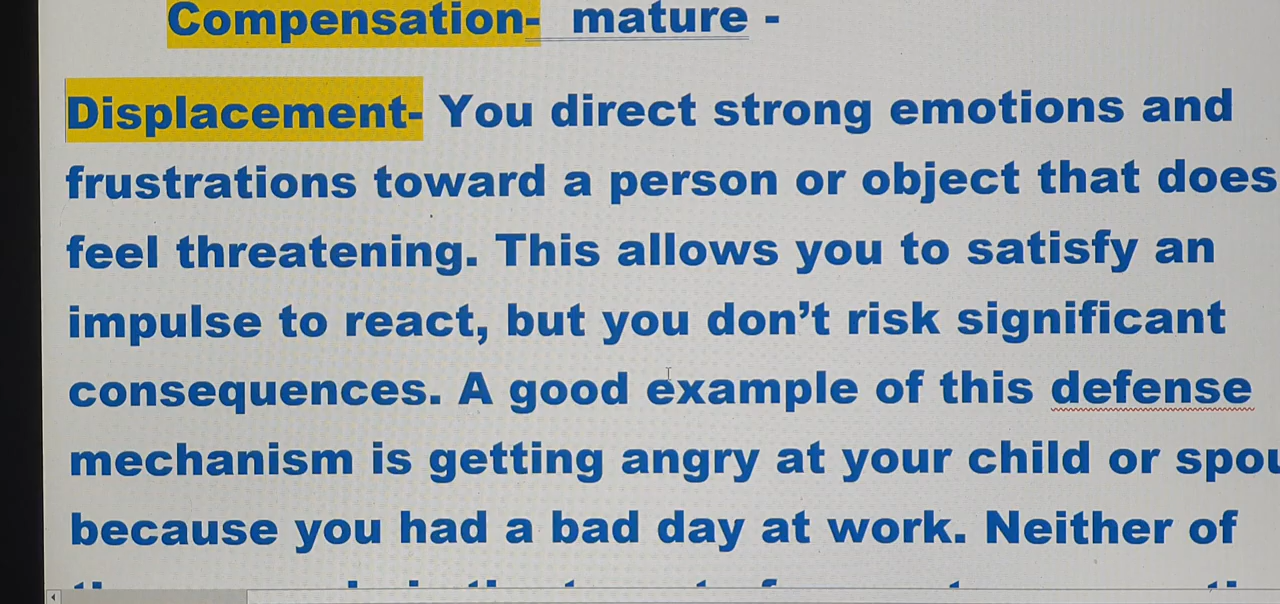 Compensation- mature -
Displacement- You direct strong emotions and
frustrations toward a person or object that does
feel threatening. This allows you to satisfy an
impulse to react, but you don’t risk significant
consequences. A good example of this defense
mechanism is getting angry at your child or
because you had a bad day at work. Neither of